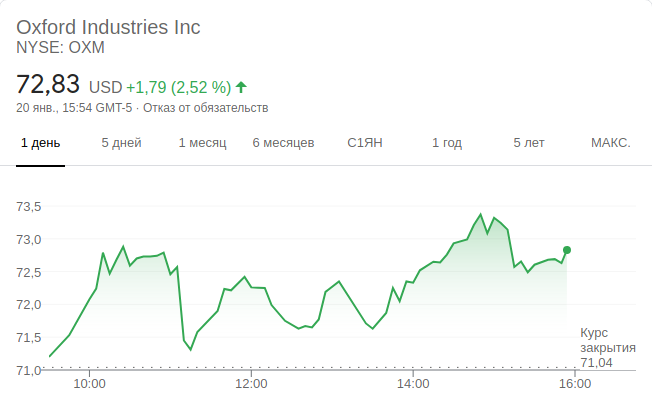 Oxford Industries Inc
NYSE: OXM
72,83 USD +1,79 (2,52 %)
20 янв., 15:54 GMT-5 · Отказ от обязательств
1 день 5 дней 1 месяц 6 месяцев С1ЯН 1 год 5 лет МАКС.
73,5
73,0
72,5
72,0
71,5
71,0
Курс
закрытия
71,04
10:00 12:00 14:00 16:00